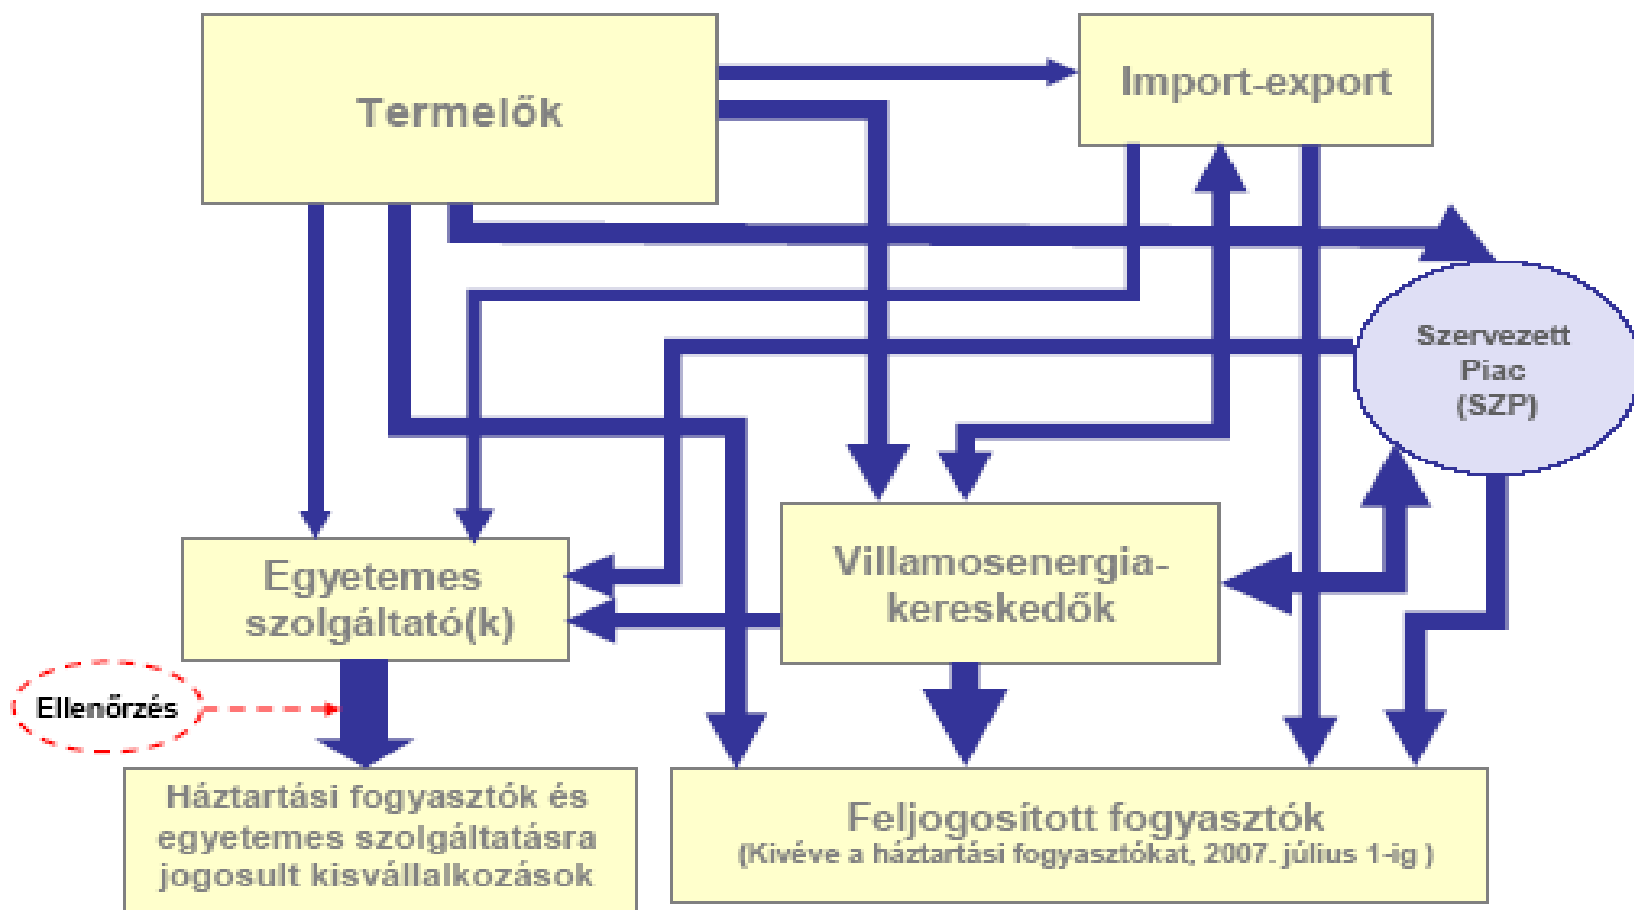 Termelők
Import-export
Szervezett
Piac
(SZP)
Egyetemes
szolgáltató(k)
Villamosenergia-
kereskedők
Ellenőrzés
Háztartási fogyasztók és
egyetemes szolgáltatásra
jogosult kisvállalkozások
Feljogosított fogyasztók
(Kivéve a háztartási fogyasztókat, 2007. július 1-ig )